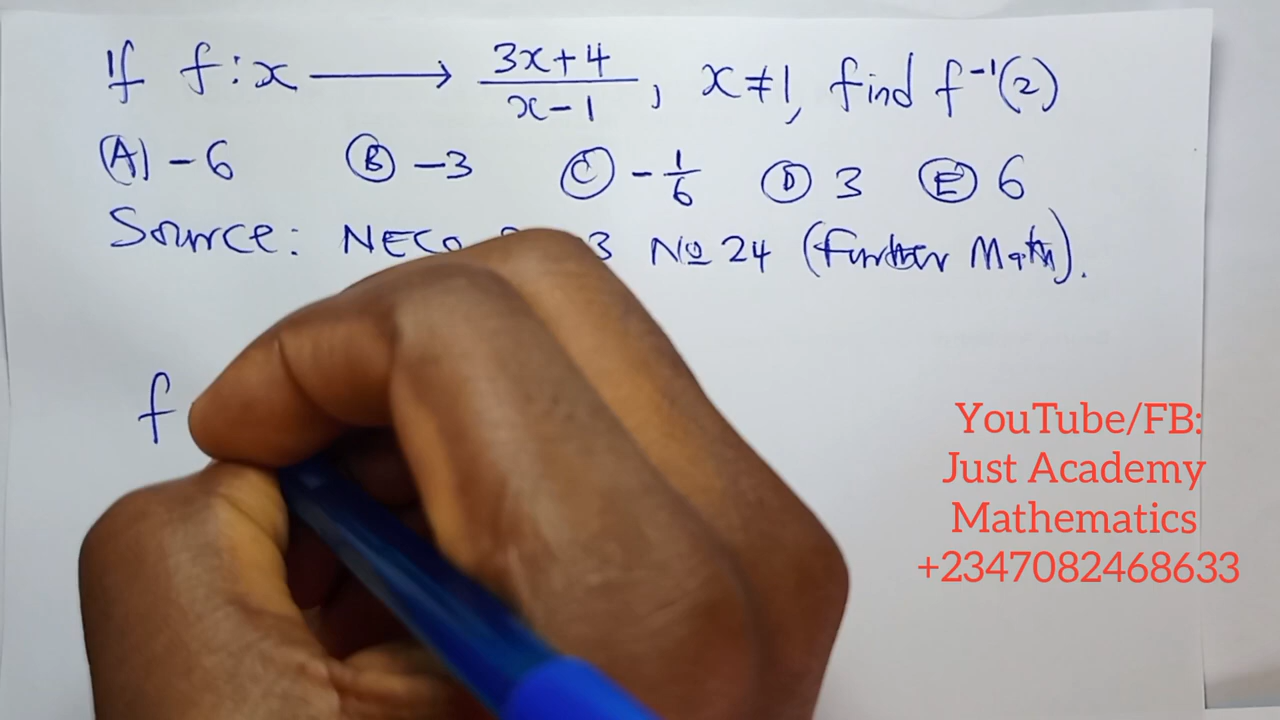 If f:x → 3x+4/x-1, x≠1, find f⁻¹(2)
(A) -6 (B) -3 (C) -1/6 (D) 3 (E) 6
Source: NECO 3 No 24 (Further Math).
f
YouTube/FB:
Just Academy
Mathematics
+2347082468633